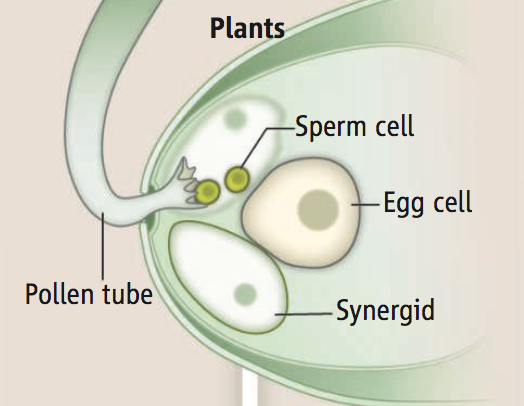 Plants
Sperm cell
Egg cell
Pollen tube
Synergid